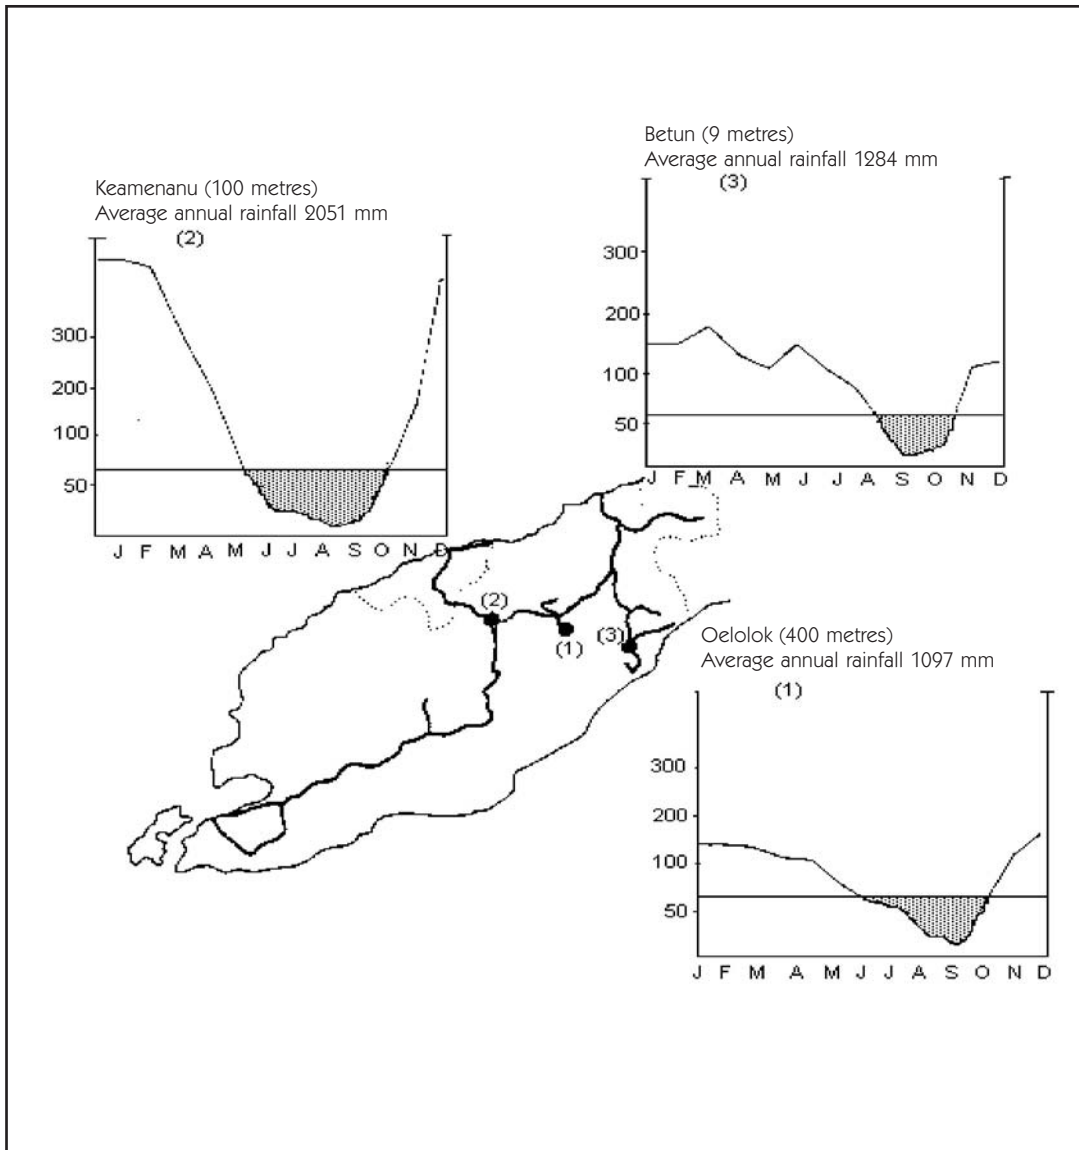 Betun (9 metres)
Average annual rainfall 1284 mm
(3)
300
200
100
50
J F M A M J J A S O N D
Keamenanu (100 metres)
Average annual rainfall 2051 mm
(2)
300
200
100
50
J F M A M J J A S O N D
(2)
(1)
(3)
Oelolok (400 metres)
Average annual rainfall 1097 mm
(1)
300
200
100
50
J F M A M J J A S O N D